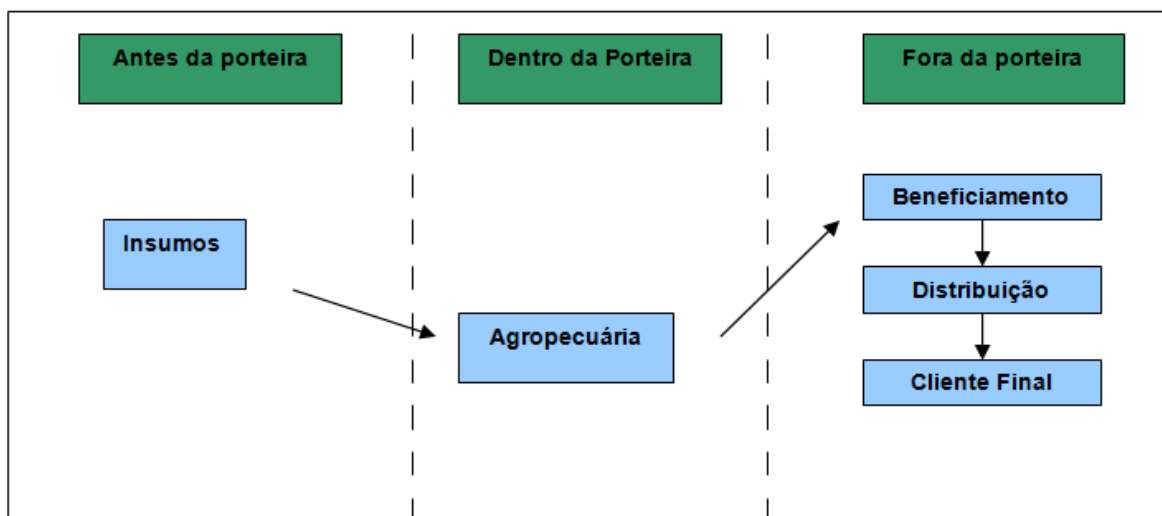 Antes da porteira
Dentro da Porteira
Fora da porteira
Insumos
Agropecuária
Beneficiamento
Distribuição
Cliente Final